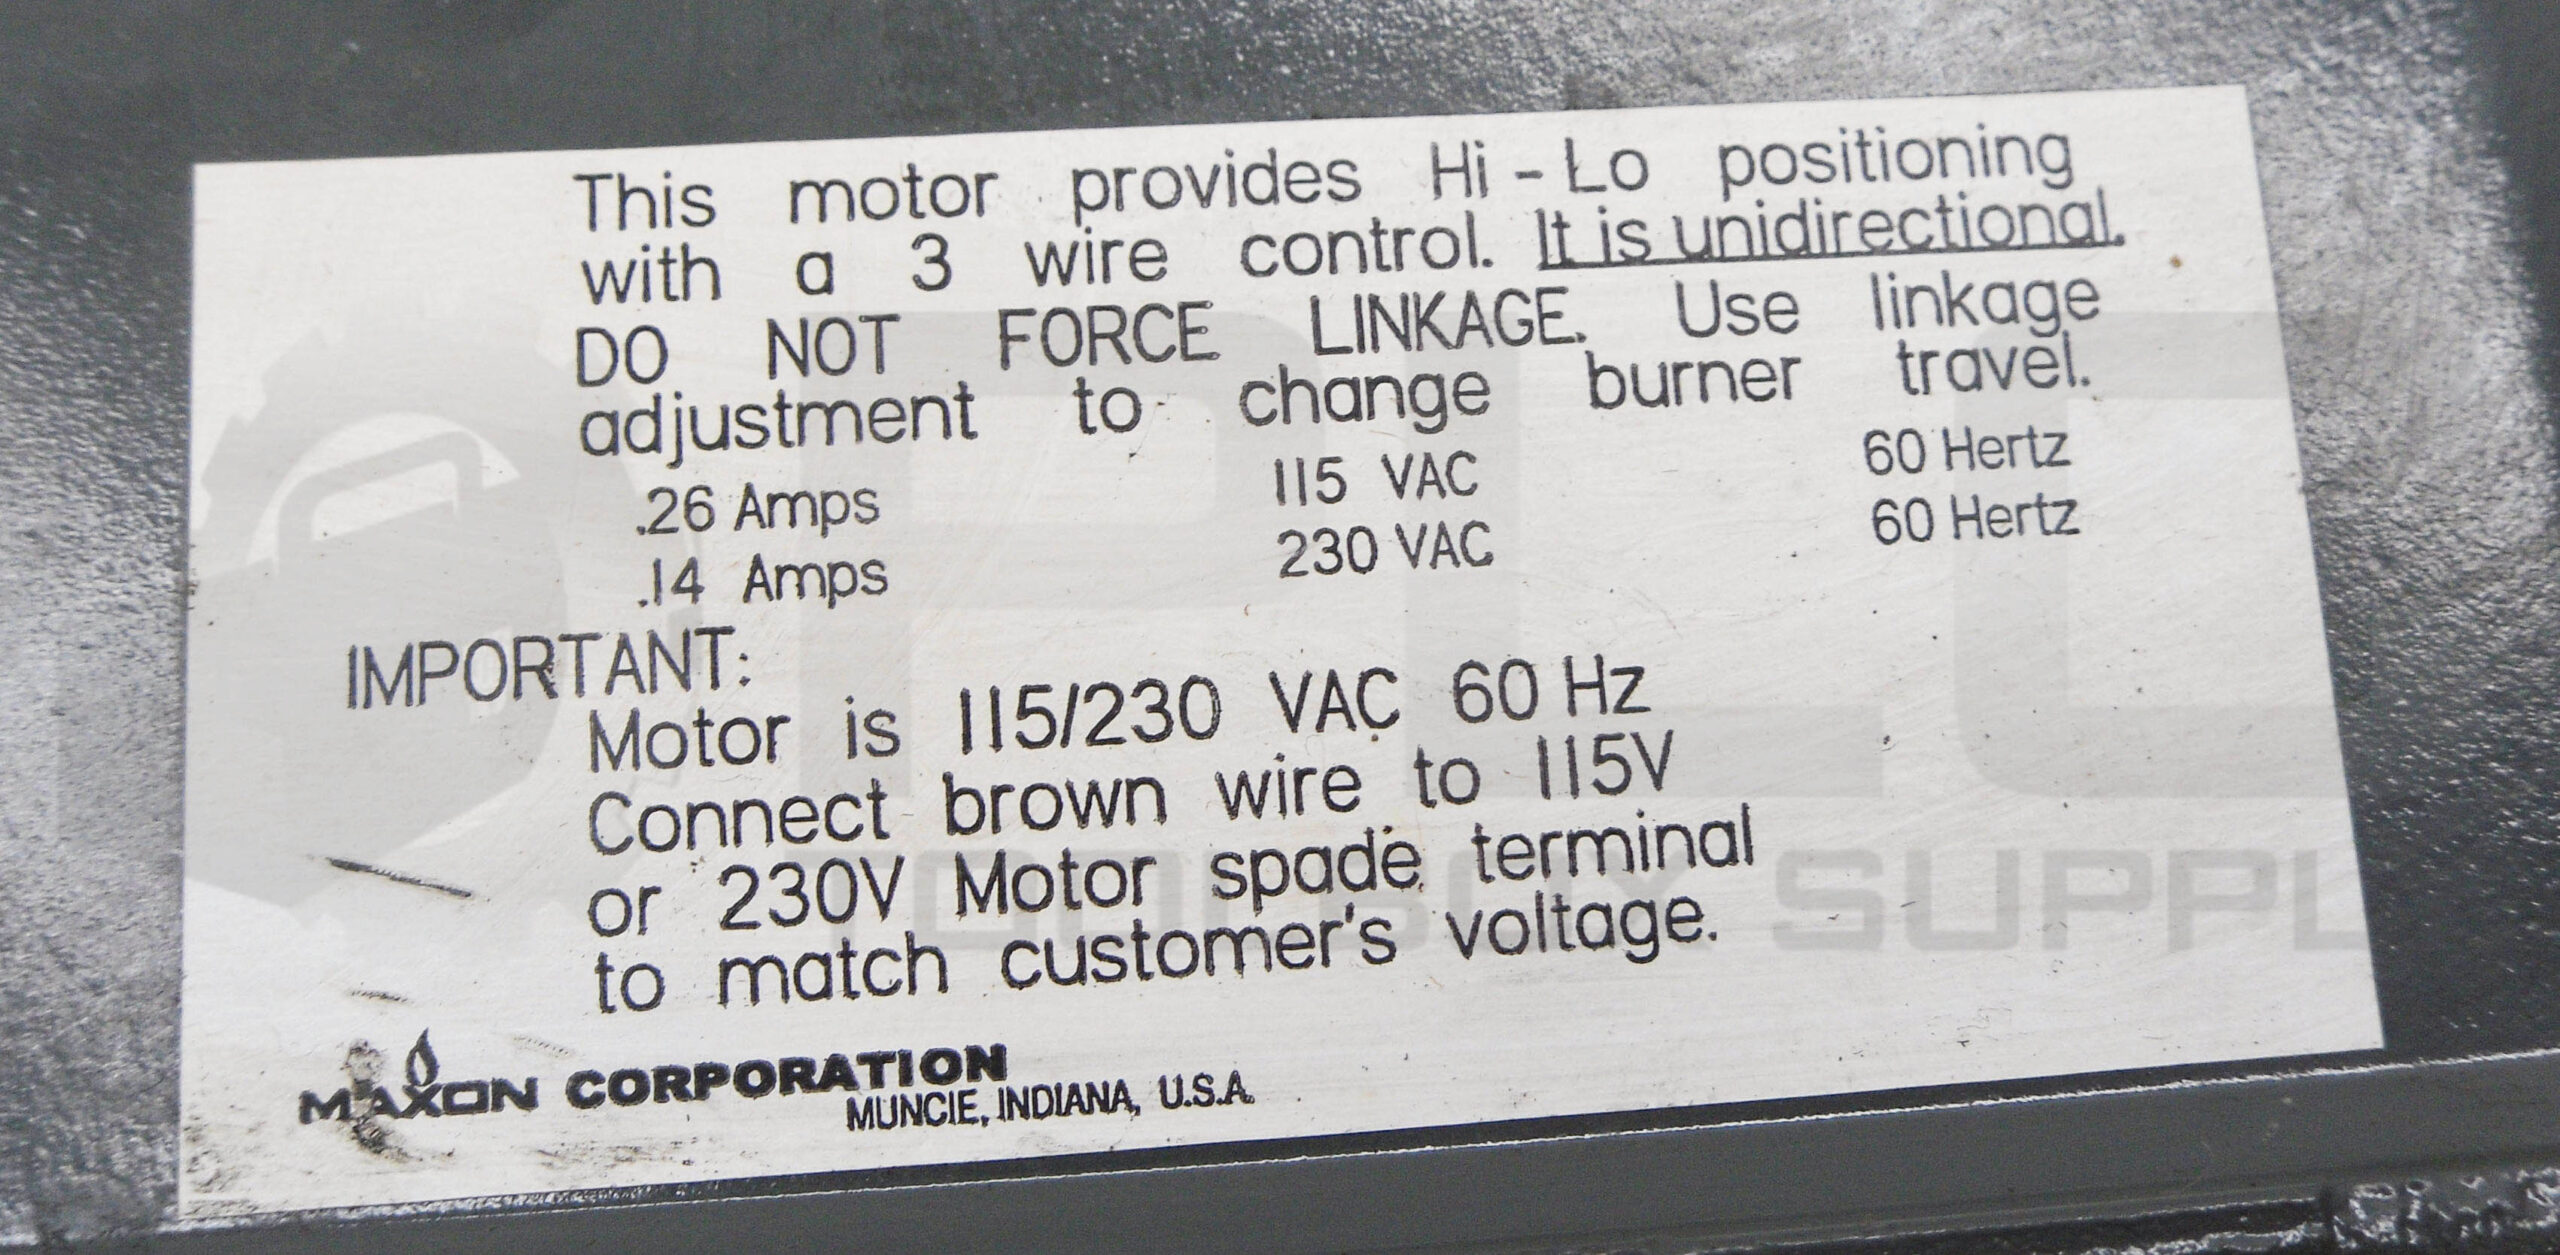 This motor provides Hi-Lo positioning
with a 3 wire control. It is unidirectional.
DO NOT FORCE LINKAGE. Use linkage
adjustment to change burner travel.
.26 Amps 115 VAC 60 Hertz
.14 Amps 230 VAC 60 Hertz
IMPORTANT:
Motor is 115/230 VAC 60 Hz
Connect brown wire to 115V
or 230V Motor spade terminal
to match customer's voltage.
MAXON CORPORATION
MUNCIE, INDIANA, U.S.A.
PLC
SUPPL